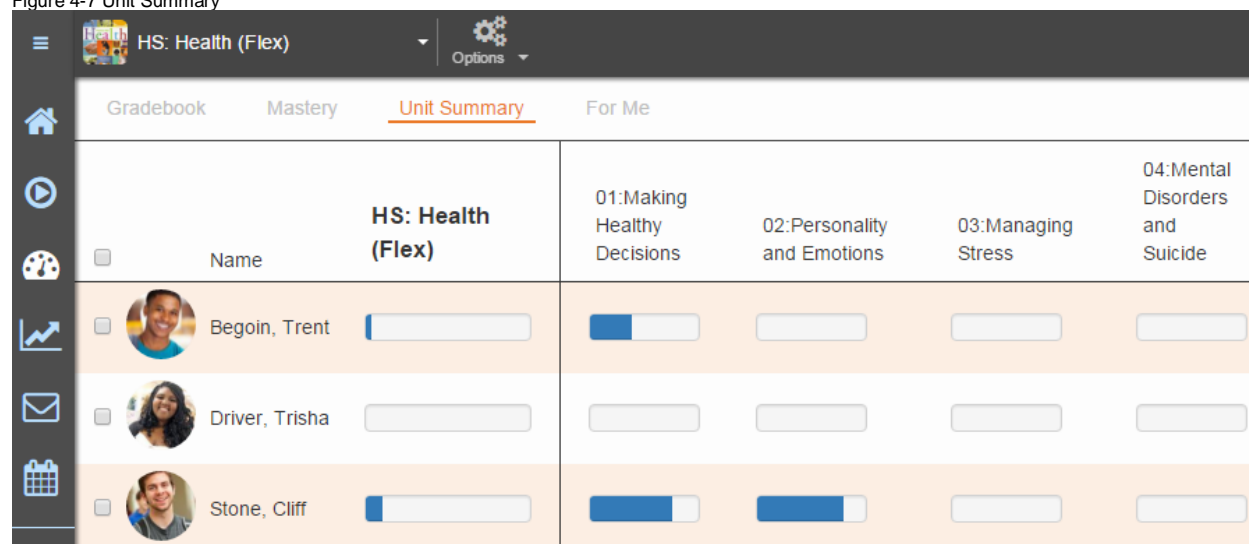 Figure 4-7 Unit Summary
Health
HS: Health (Flex)
Options
Gradebook Mastery Unit Summary For Me
Name
HS: Health
(Flex)
01:Making
Healthy
Decisions
02:Personality
and Emotions
03:Managing
Stress
04:Mental
Disorders
and
Suicide
Begoin, Trent
Driver, Trisha
Stone, Cliff